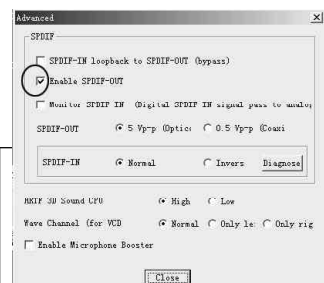 Advanced
SPDIF
SPDIF-IN loopback to SPDIF-OUT (bypass)
Enable SPDIF-OUT
Monitor SPDIF IN (Digital SPDIF IN signal pass to analog
SPDIF-OUT 5 Vp-p (Optica 0.5 Vp-p (Coaxi
SPDIF-IN Normal Invers Diagnose
3D Sound CPU High Low
Wave Channel (for VCD Normal Only le: Only rig
Enable Microphone Booster
Close